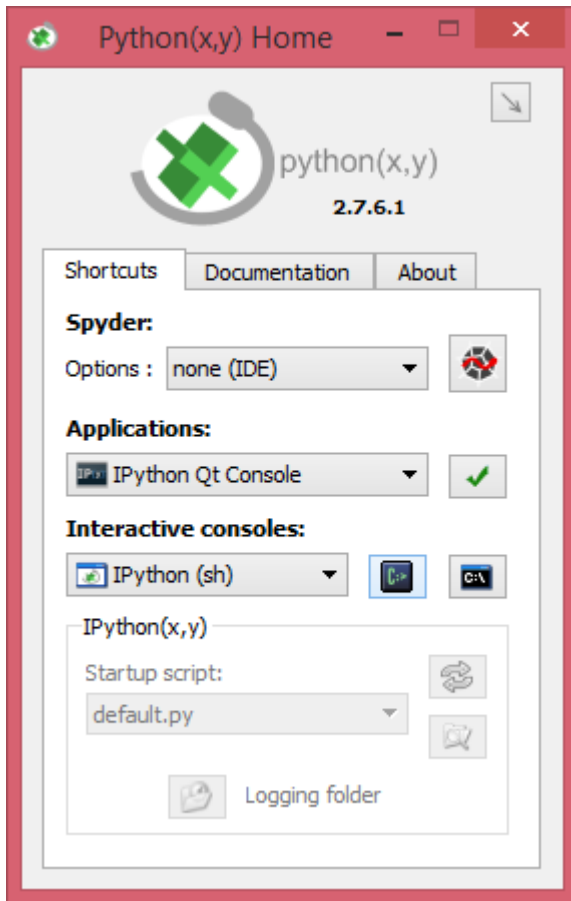 Python(x,y) Home
python(x,y)
2.7.6.1
Shortcuts Documentation About
Spyder:
Options : none (IDE)
Applications:
IPython Qt Console
Interactive consoles:
IPython (sh) C:> C:\
IPython(x,y)
Startup script:
default.py
Logging folder